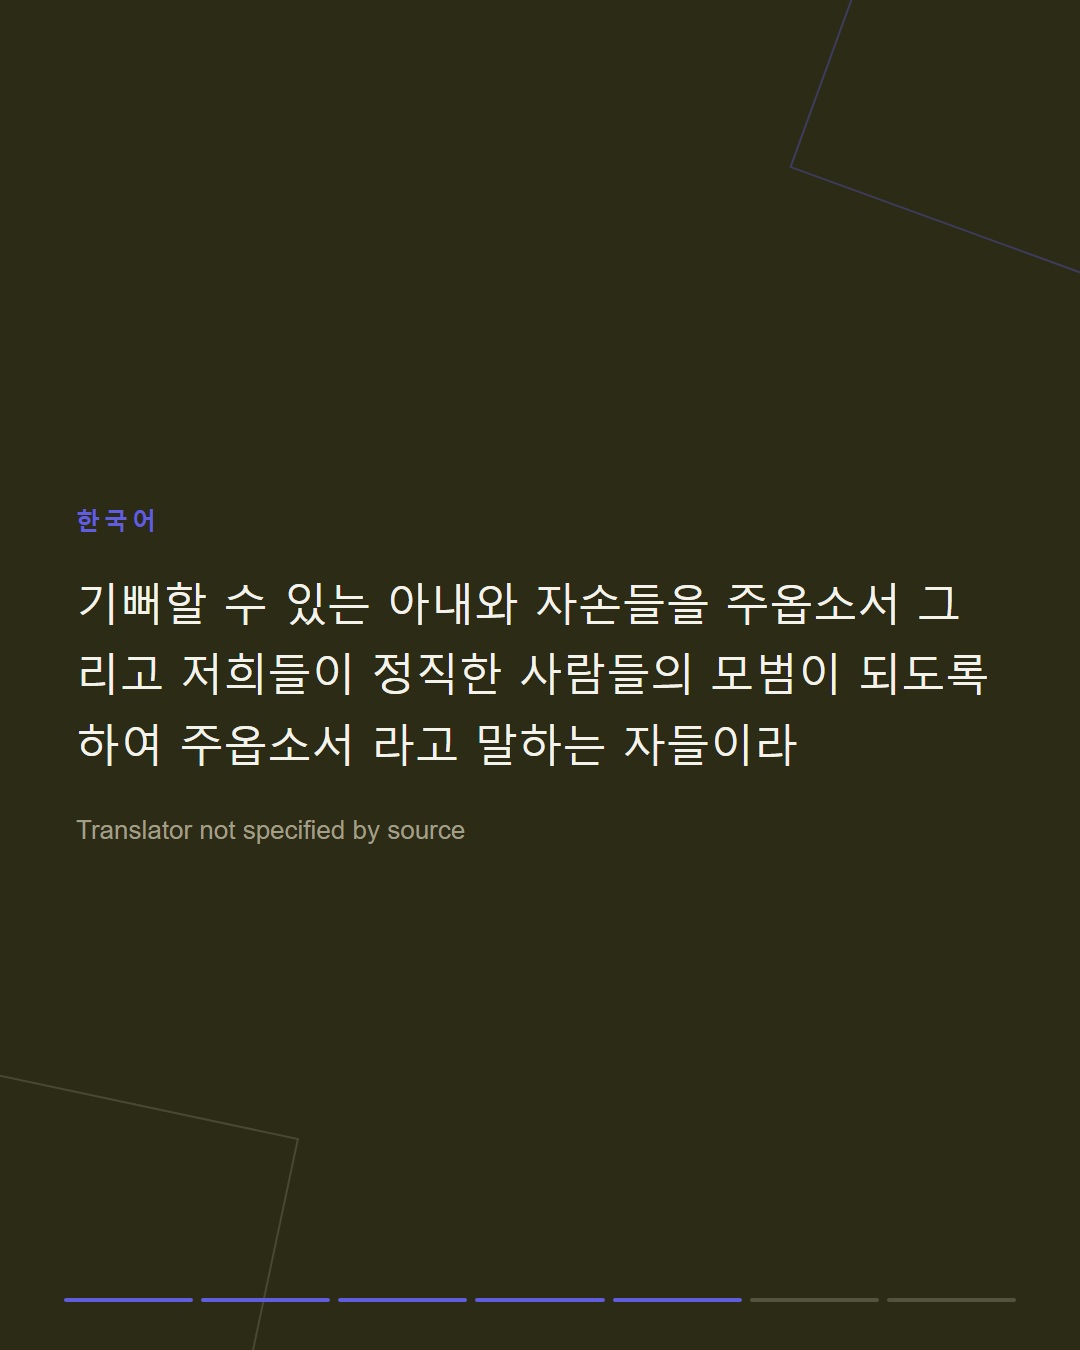 한국어
기뻐할 수 있는 아내와 자손들을 주옵소서 그
리고 저희들이 정직한 사람들의 모범이 되도록
하여 주옵소서 라고 말하는 자들이라
Translator not specified by source